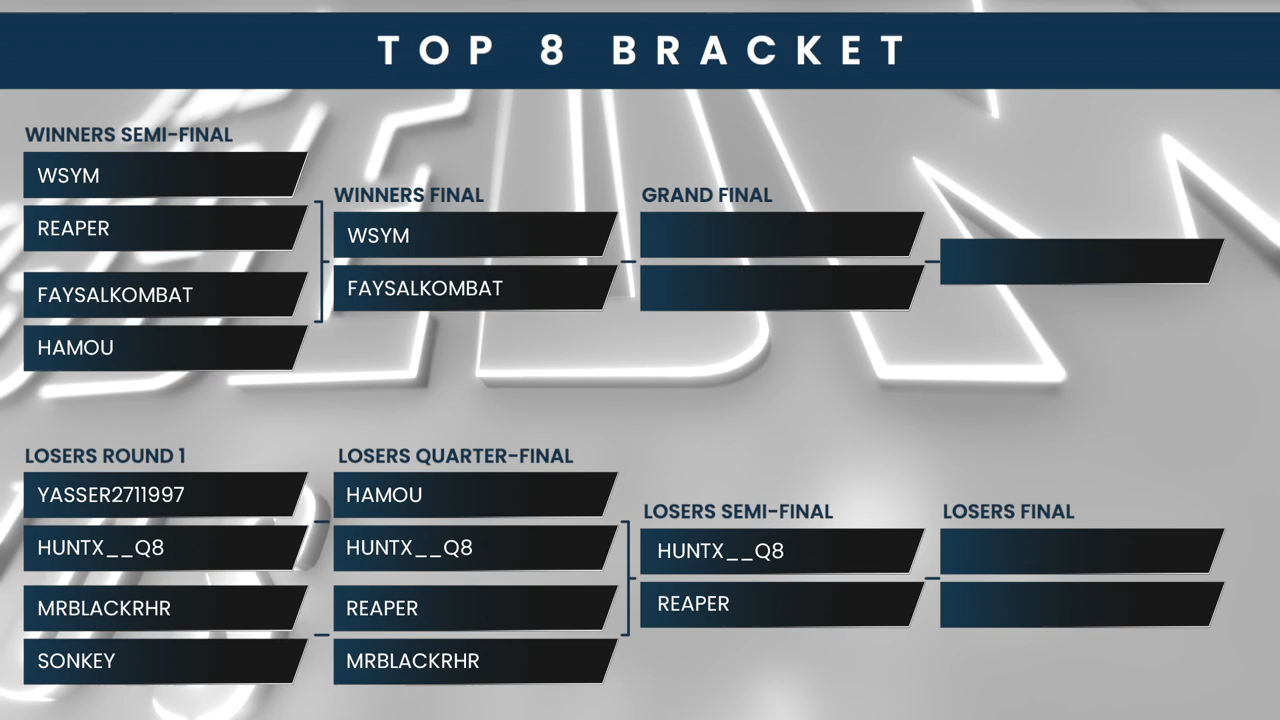 TOP 8 BRACKET
WINNERS SEMI-FINAL
WSYM
REAPER
FAYSALKOMBAT
HAMOU
WINNERS FINAL
WSYM
FAYSALKOMBAT
GRAND FINAL
LOSERS ROUND 1
YASSER2711997
HUNTX__Q8
MRBLACKRHR
SONKEY
LOSERS QUARTER-FINAL
HAMOU
HUNTX__Q8
REAPER
MRBLACKRHR
LOSERS SEMI-FINAL
HUNTX__Q8
REAPER
LOSERS FINAL